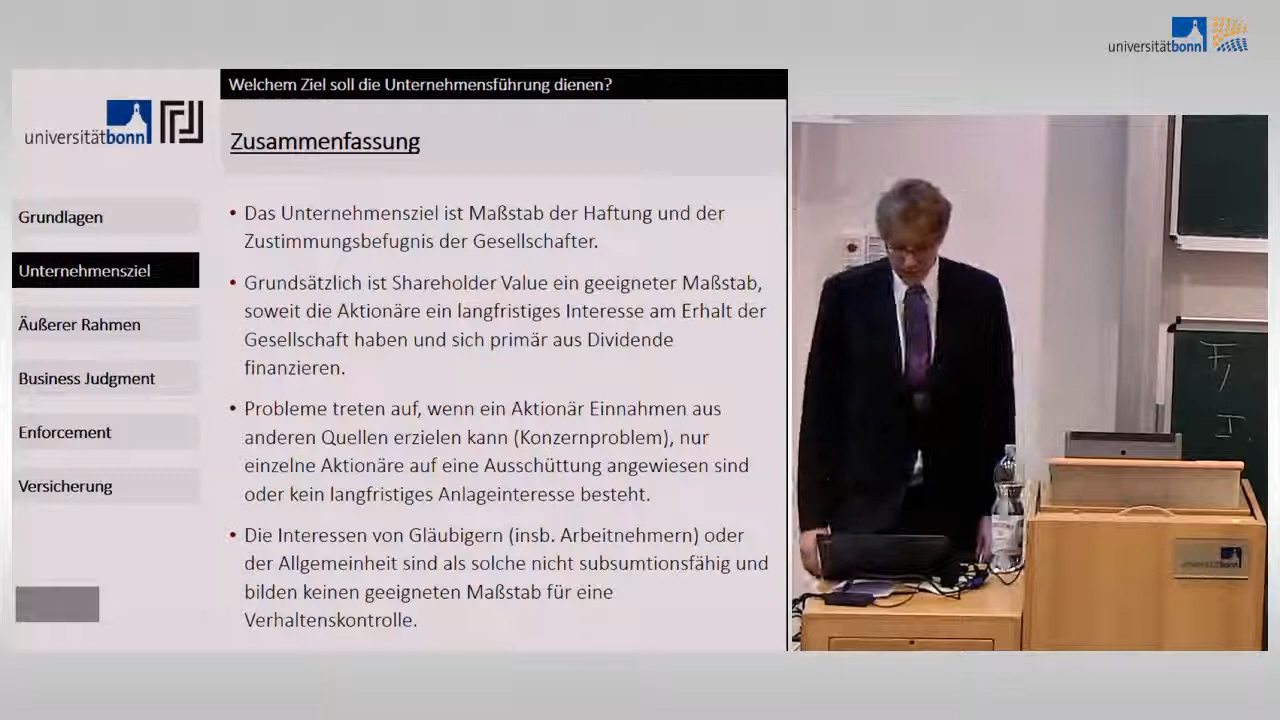 universitätbonn
Welchem Ziel soll die Unternehmensführung dienen?
universitätbonn
Zusammenfassung
Grundlagen
Unternehmensziel
Äußerer Rahmen
Business Judgment
Enforcement
Versicherung
• Das Unternehmensziel ist Maßstab der Haftung und der
Zustimmungsbefugnis der Gesellschafter.
• Grundsätzlich ist Shareholder Value ein geeigneter Maßstab,
soweit die Aktionäre ein langfristiges Interesse am Erhalt der
Gesellschaft haben und sich primär aus Dividende
finanzieren.
• Probleme treten auf, wenn ein Aktionär Einnahmen aus
anderen Quellen erzielen kann (Konzernproblem), nur
einzelne Aktionäre auf eine Ausschüttung angewiesen sind
oder kein langfristiges Anlageinteresse besteht.
• Die Interessen von Gläubigern (insb. Arbeitnehmern) oder
der Allgemeinheit sind als solche nicht subsumtionsfähig und
bilden keinen geeigneten Maßstab für eine
Verhaltenskontrolle.
universitätbonn